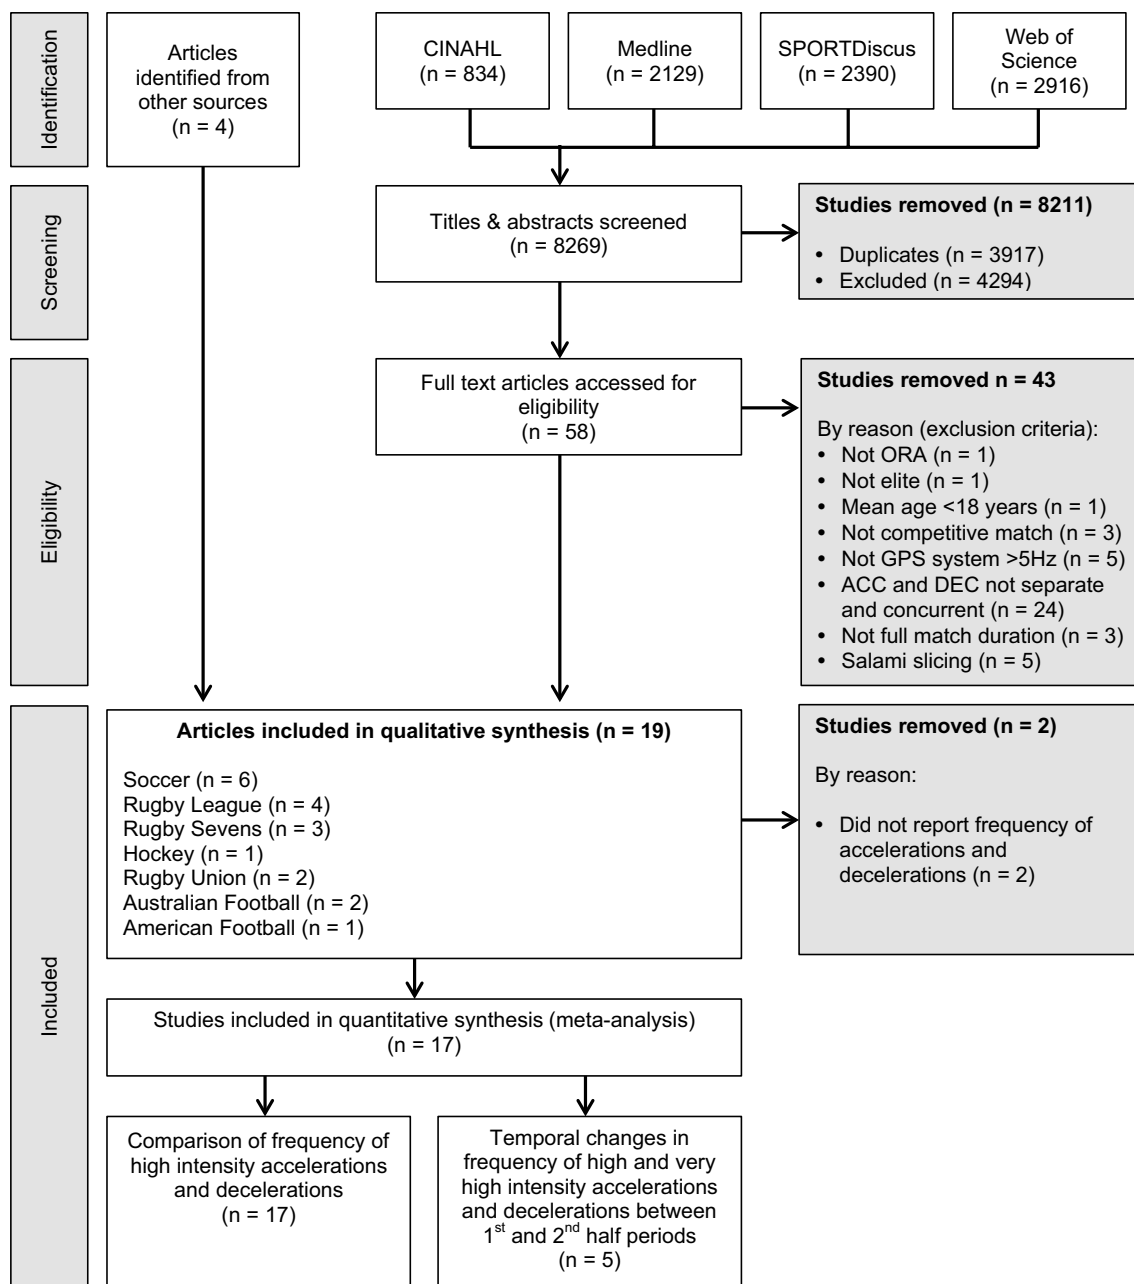 Identification
Articles
identified from
other sources
(n = 4)
CINAHL
(n = 834)
Medline
(n = 2129)
SPORTDiscus
(n = 2390)
Web of
Science
(n = 2916)
Screening
Titles & abstracts screened
(n = 8269)
Studies removed (n = 8211)
• Duplicates (n = 3917)
• Excluded (n = 4294)
Eligibility
Full text articles accessed for
eligibility
(n = 58)
Studies removed n = 43
By reason (exclusion criteria):
• Not ORA (n = 1)
• Not elite (n = 1)
• Mean age <18 years (n = 1)
• Not competitive match (n = 3)
• Not GPS system >5Hz (n = 5)
• ACC and DEC not separate
and concurrent (n = 24)
• Not full match duration (n = 3)
• Salami slicing (n = 5)
Included
Articles included in qualitative synthesis (n = 19)
Soccer (n = 6)
Rugby League (n = 4)
Rugby Sevens (n = 3)
Hockey (n = 1)
Rugby Union (n = 2)
Australian Football (n = 2)
American Football (n = 1)
Studies removed (n = 2)
By reason:
• Did not report frequency of
accelerations and
decelerations (n = 2)
Studies included in quantitative synthesis (meta-analysis)
(n = 17)
Comparison of frequency of
high intensity accelerations
and decelerations
(n = 17)
Temporal changes in
frequency of high and very
high intensity accelerations
and decelerations between
1st and 2nd half periods
(n = 5)